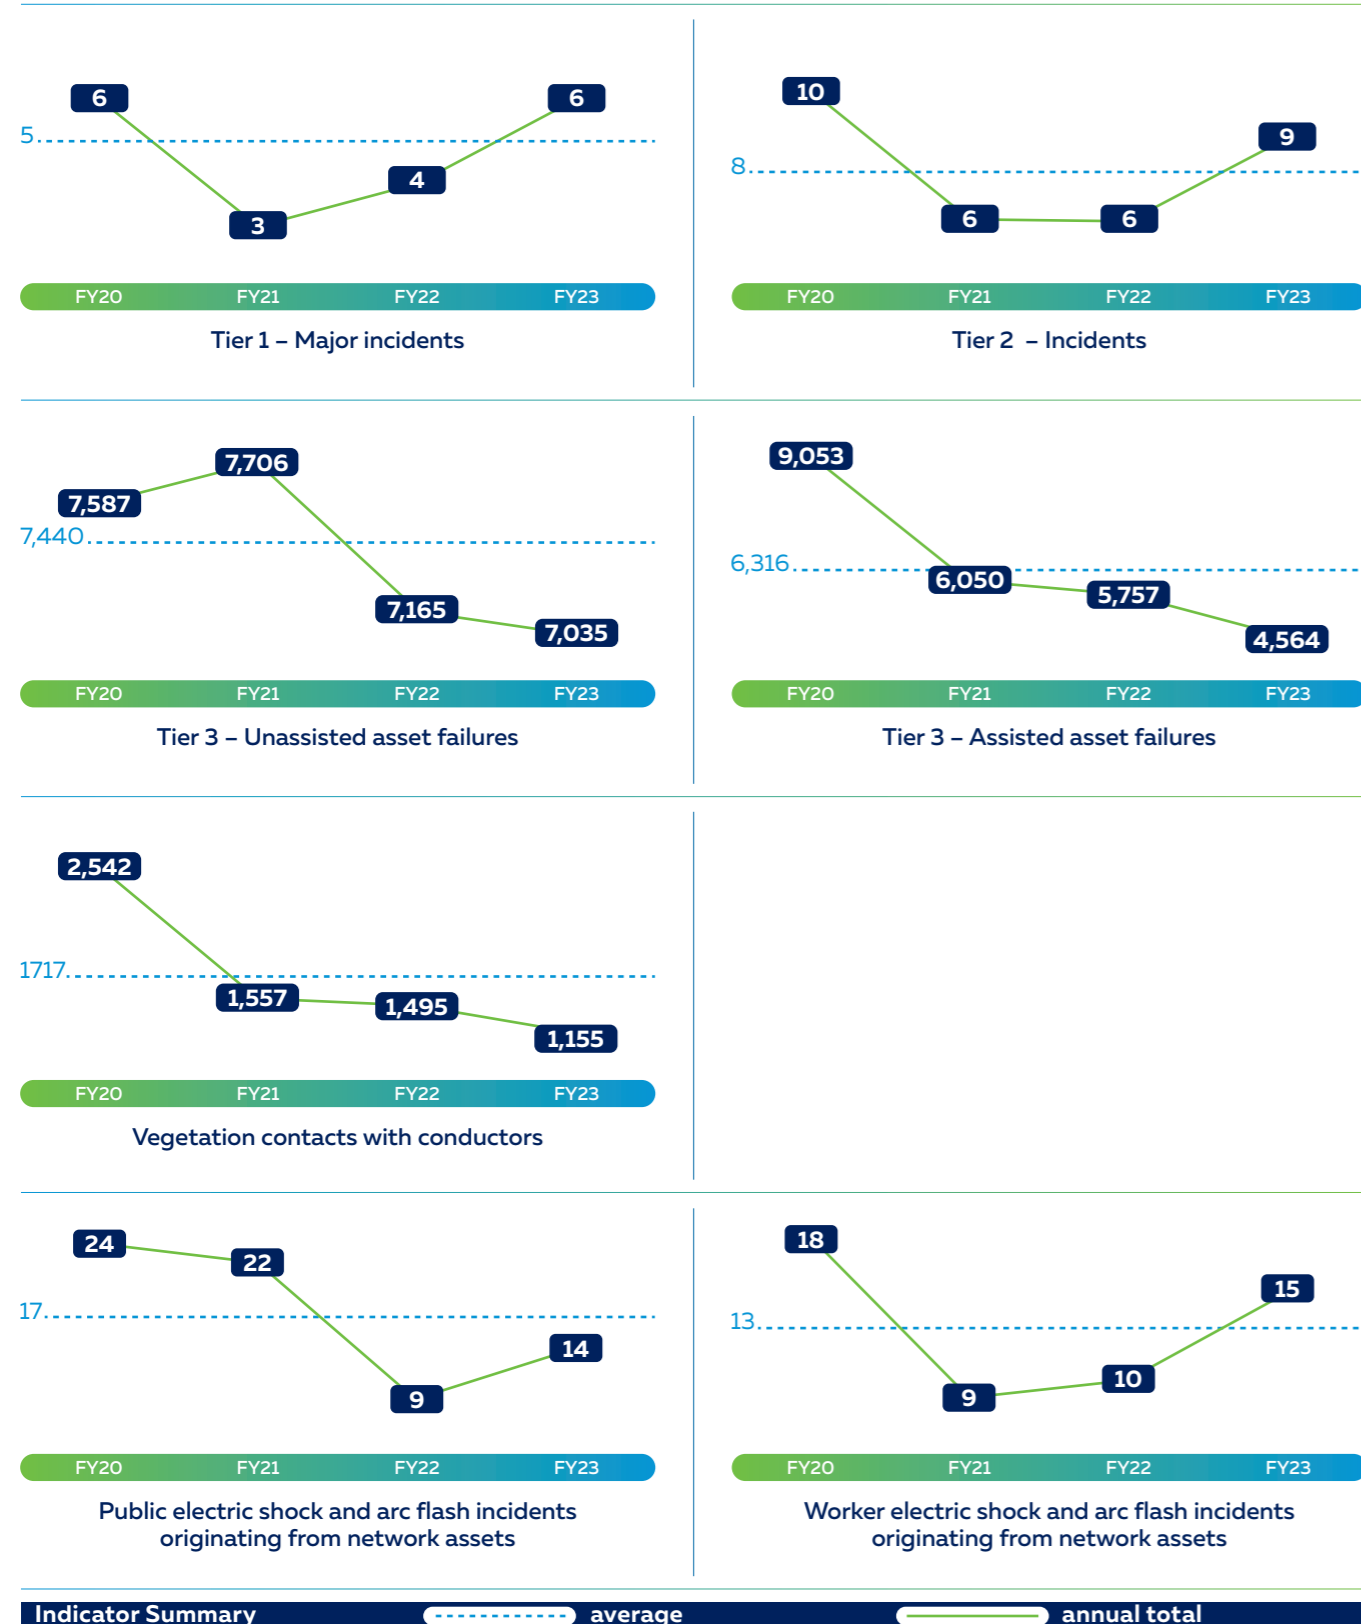 6
6
5
4
3
FY20 FY21 FY22 FY23
Tier 1 – Major incidents
10
9
8
6
6
FY20 FY21 FY22 FY23
Tier 2 – Incidents
7,706
7,587
7,440
7,165
7,035
FY20 FY21 FY22 FY23
Tier 3 – Unassisted asset failures
9,053
6,316
6,050
5,757
4,564
FY20 FY21 FY22 FY23
Tier 3 – Assisted asset failures
2,542
1717
1,557
1,495
1,155
FY20 FY21 FY22 FY23
Vegetation contacts with conductors
24
22
17
14
9
FY20 FY21 FY22 FY23
Public electric shock and arc flash incidents
originating from network assets
18
15
13
10
9
FY20 FY21 FY22 FY23
Worker electric shock and arc flash incidents
originating from network assets
Indicator Summary average annual total